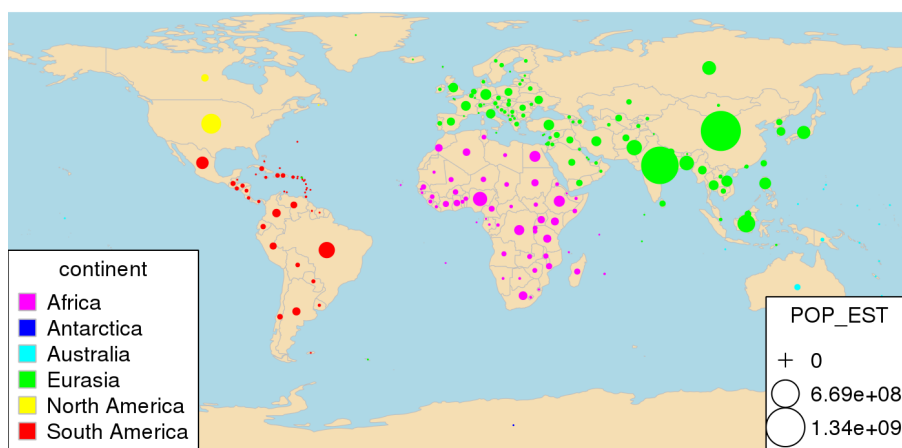 continent
Africa
Antarctica
Australia
Eurasia
North America
South America
POP_EST
0
6.69e+08
1.34e+09